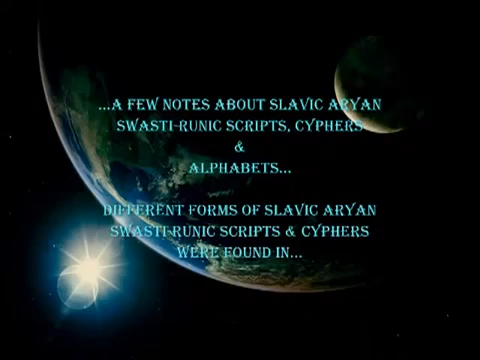 ...A FEW NOTES ABOUT SLAVIC ARYAN
SWASTI-RUNIC SCRIPTS, CYPHERS
&
ALPHABETS...
DIFFERENT FORMS OF SLAVIC ARYAN
SWASTI-RUNIC SCRIPTS & CYPHERS
WERE FOUND IN...